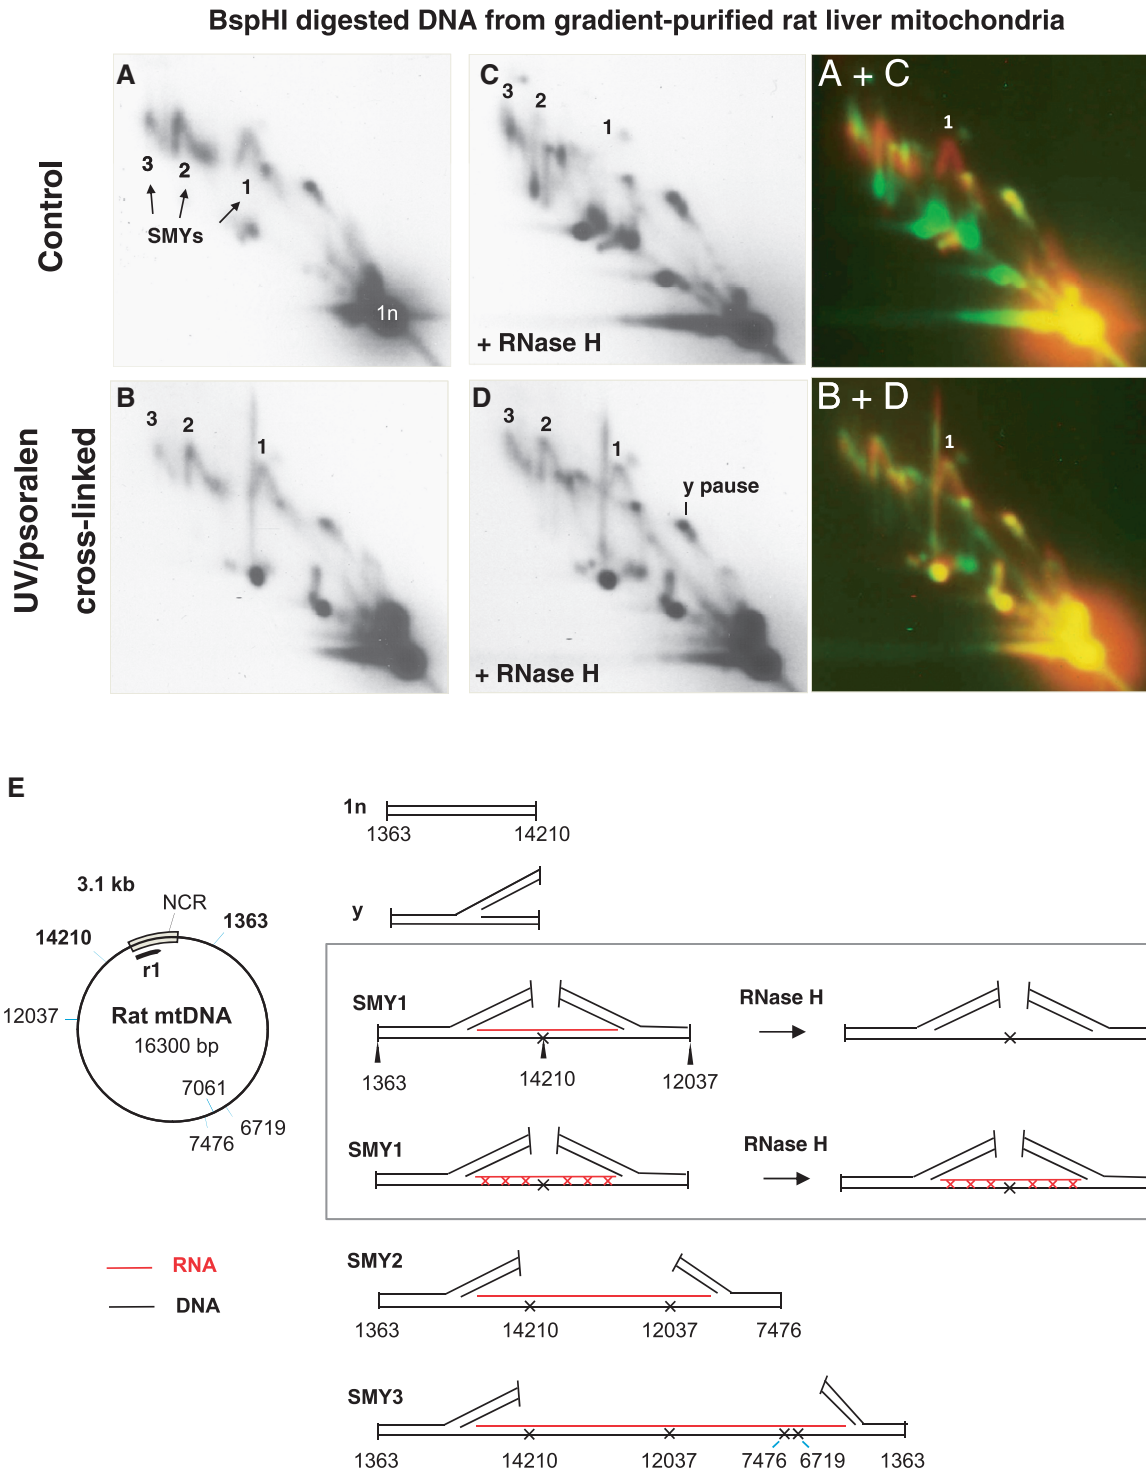 BspHI digested DNA from gradient-purified rat liver mitochondria
Control
A
3
2
1
SMYs
1n
C
3
2
1
+ RNase H
A + C
1
UV/psoralen
cross-linked
B
3
2
1
D
3
2
1
y pause
+ RNase H
B + D
1
E
1n
1363 14210
y
3.1 kb
NCR
1363
14210
r1
12037
Rat mtDNA
16300 bp
7061
6719
7476
SMY1
RNase H
1363
14210
12037
SMY1
RNase H
RNA
DNA
SMY2
1363 14210 12037 7476
SMY3
1363 14210 12037 7476 6719 1363